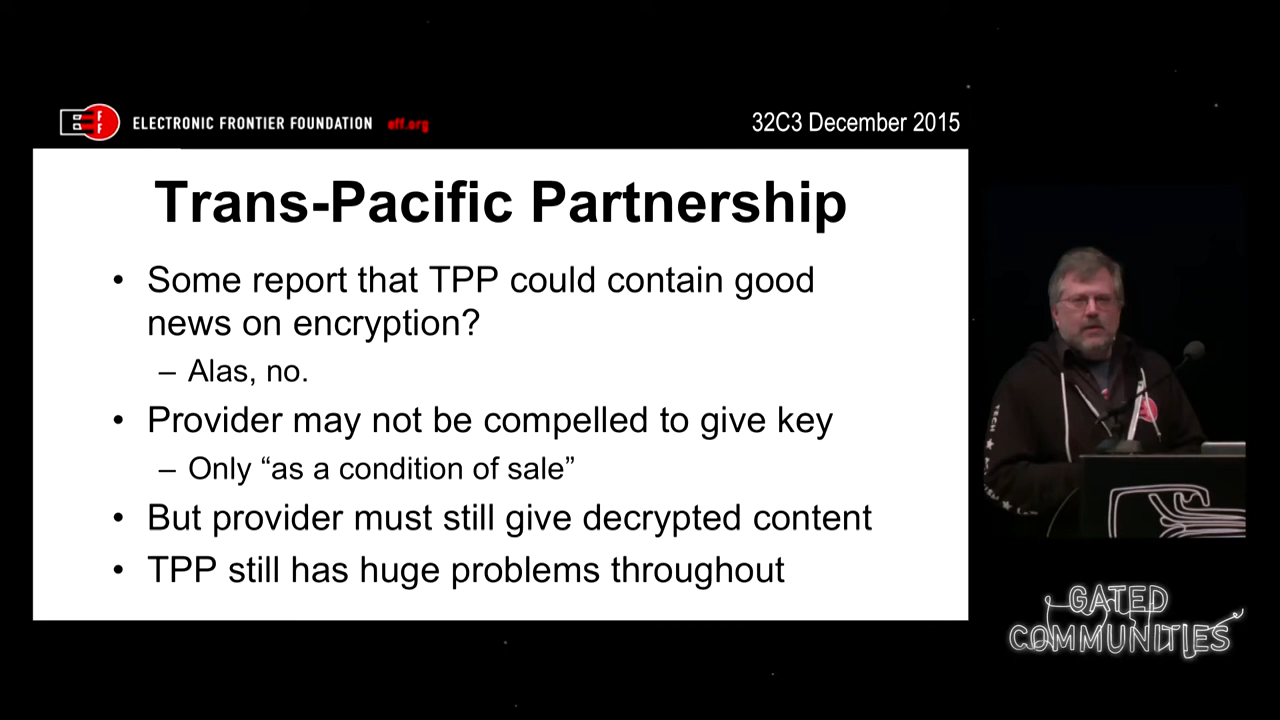 ELECTRONIC FRONTIER FOUNDATION eff.org
32C3 December 2015
Trans-Pacific Partnership
• Some report that TPP could contain good
news on encryption?
– Alas, no.
• Provider may not be compelled to give key
– Only “as a condition of sale”
• But provider must still give decrypted content
• TPP still has huge problems throughout
TECH
GATED
COMMUNITIES